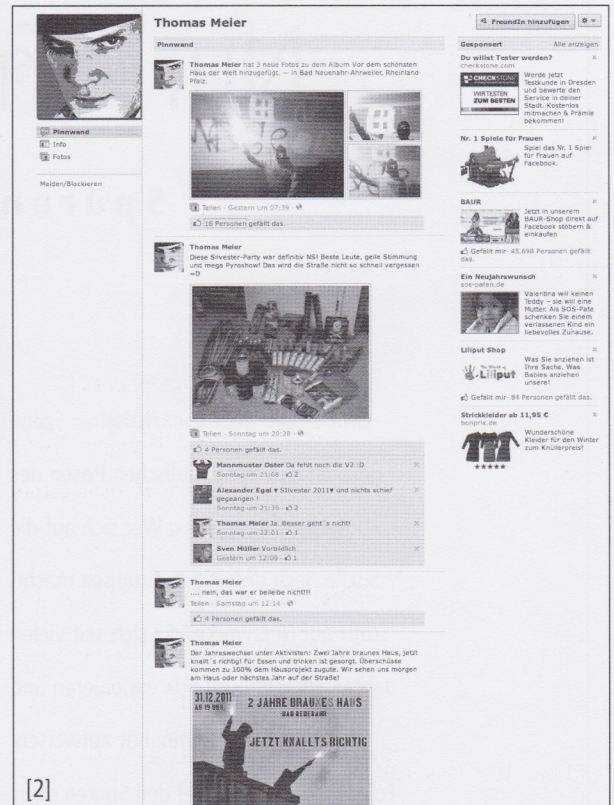 Thomas Meier
FreundIn hinzufügen
Pinnwand
Info
Fotos
Melden/Blockieren
Pinnwand
Thomas Meier hat 3 neue Fotos zu dem Album Vor dem schönsten
Haus der Welt hinzugefügt. — in Bad Neuenahr-Ahrweiler, Rheinland-
Pfalz.
Teilen · Gestern um 07:39 ·
16 Personen gefällt das.
Thomas Meier
Diese Silvester-Party war definitiv NS! Beste Leute, geile Stimmung
und mega Pyroshow! Das wird die Straße nicht so schnell vergessen
=D
Teilen · Sonntag um 20:28 ·
4 Personen gefällt das.
Mannmuster Oster Da fehlt noch die V2 :D
Sonntag um 21:08 · 2
Alexander Egal ♥ Silvester 2011♥ und nichts schief
gegeangen !
Sonntag um 21:39 · 2
Thomas Meier Ja. Besser geht´s nicht!
Sonntag um 22:01 · 1
Sven Müller Vorbildlich
Gestern um 12:09 · 1
Thomas Meier
.... nein, das war er beileibe nicht!!!
Teilen · Samstag um 12:14 ·
4 Personen gefällt das.
Thomas Meier
Der Jahreswechsel unter Aktivisten: Zwei Jahre braunes Haus, jetzt
knallt´s richtig! Für Essen und trinken ist gesorgt. Überschüsse
kommen zu 100% dem Hausprojekt zugute. Wir sehen uns morgen
am Haus oder nächstes Jahr auf der Straße!
31.12.2011
AB 19 UHR
2 JAHRE BRAUNES HAUS
BAD NEUENAHR
JETZT KNALLTS RICHTIG
Gesponsert
Alle anzeigen
Du willst Tester werden?
checkstone.com
CHECKSTONE
WIR TESTEN
ZUM BESTEN
Werde jetzt
Testkunde in Dresden
und bewerte den
Service in deiner
Stadt. Kostenlos
mitmachen & Prämie
bekommen!
Nr. 1 Spiele für Frauen
Spiel das Nr. 1 Spiel
für Frauen auf
Facebook.
BAUR
Jetzt in unserem
BAUR-Shop direkt auf
Facebook stöbern &
einkaufen
Gefällt mir· 45.698 Personen gefällt
das.
Ein Neujahrswunsch
sos-paten.de
Valentina will keinen
Teddy – sie will eine
Mutter. Als SOS-Pate
schenken Sie einem
verlassenen Kind ein
liebevolles Zuhause.
Liliput Shop
Liliput
Was Sie anziehen ist
Ihre Sache. Was
Babies anziehen
unsere!
Gefällt mir· 84 Personen gefällt das.
Strickkleider ab 11,95 €
bonprix.de
Wunderschöne
Kleider für den Winter
zum Knüllerpreis!
[2]